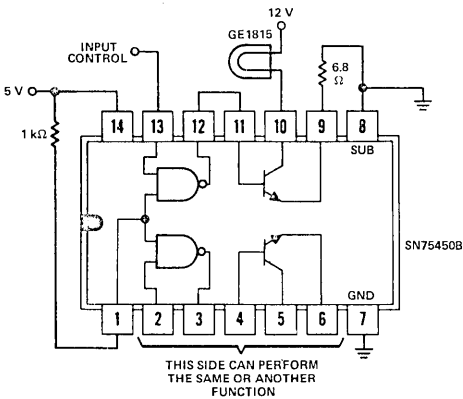 12 V
GE1815
INPUT
CONTROL
6.8
Ω
5 V
1 kΩ
14 13 12 11 10 9 8
SUB
SN75450B
GND
1 2 3 4 5 6 7
THIS SIDE CAN PERFORM
THE SAME OR ANOTHER
FUNCTION